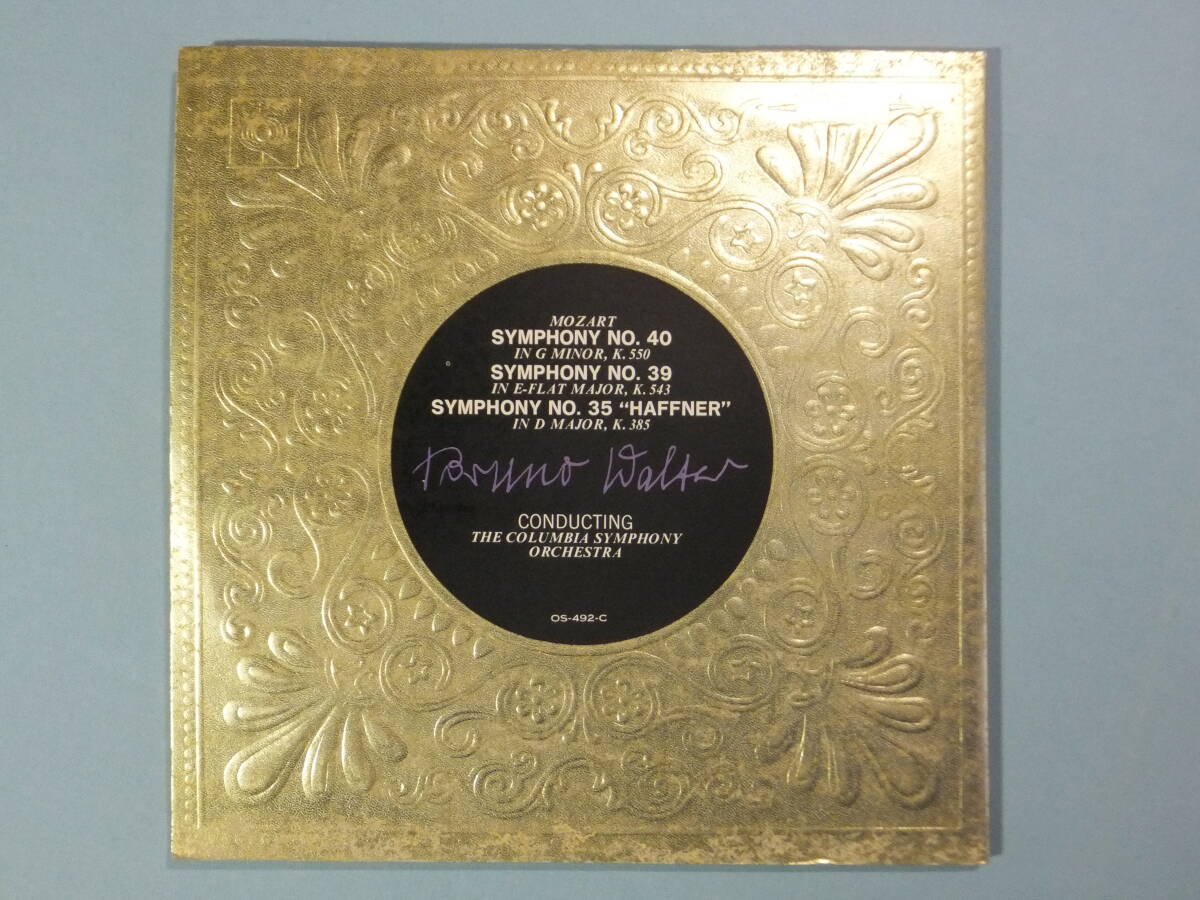 MOZART
SYMPHONY NO. 40
IN G MINOR, K. 550
SYMPHONY NO. 39
IN E-FLAT MAJOR, K. 543
SYMPHONY NO. 35 “HAFFNER”
IN D MAJOR, K. 385
Bruno Walter
CONDUCTING
THE COLUMBIA SYMPHONY
ORCHESTRA
OS-492-C